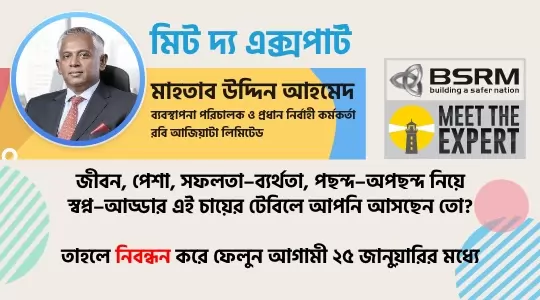 মিট দ্য এক্সপার্ট
মাহতাব উদ্দিন আহমেদ
ব্যবস্থাপনা পরিচালক ও প্রধান নির্বাহী কর্মকর্তা
রবি আজিয়াটা লিমিটেড
BSRM
building a safer nation
MEET THE
EXPERT
জীবন, পেশা, সফলতা-ব্যর্থতা, পছন্দ-অপছন্দ নিয়ে
স্বপ্ন-আড্ডার এই চায়ের টেবিলে আপনি আসছেন তো?
তাহলে নিবন্ধন করে ফেলুন আগামী ২৫ জানুয়ারির মধ্যে